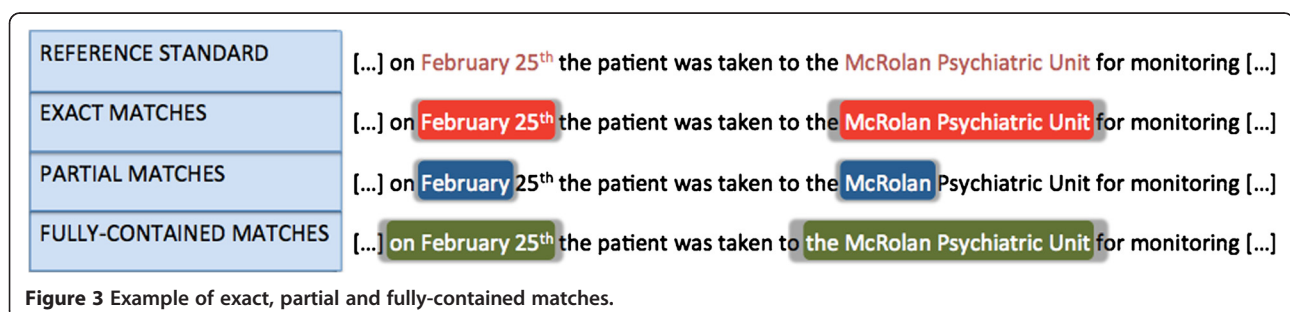 REFERENCE STANDARD [...] on February 25th the patient was taken to the McRolan Psychiatric Unit for monitoring [...]
EXACT MATCHES [...] on February 25th the patient was taken to the McRolan Psychiatric Unit for monitoring [...]
PARTIAL MATCHES [...] on February 25th the patient was taken to the McRolan Psychiatric Unit for monitoring [...]
FULLY-CONTAINED MATCHES [...] on February 25th the patient was taken to the McRolan Psychiatric Unit for monitoring [...]
Figure 3 Example of exact, partial and fully-contained matches.